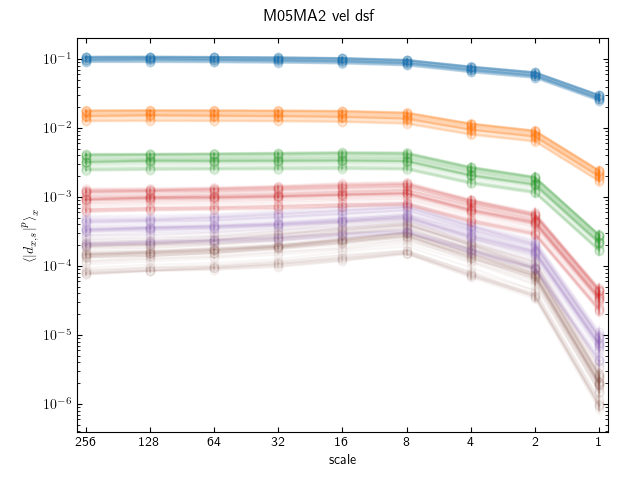 M05MA2 vel dsf
⟨|d_{x,s}|^p⟩_x
10^{-1}
10^{-2}
10^{-3}
10^{-4}
10^{-5}
10^{-6}
256 128 64 32 16 8 4 2 1
scale